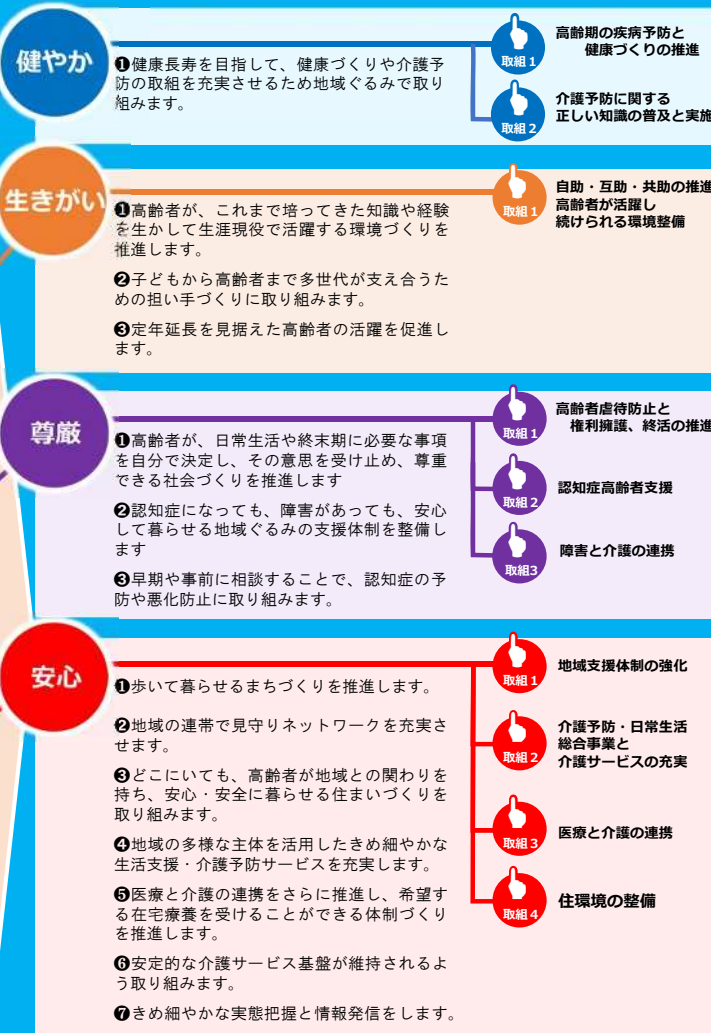 健やか
❶健康長寿を目指して、健康づくりや介護予
防の取組を充実させるため地域ぐるみで取り
組みます。
取組1
高齢期の疾病予防と
健康づくりの推進
取組2
介護予防に関する
正しい知識の普及と実施
生きがい
❶高齢者が、これまで培ってきた知識や経験
を生かして生涯現役で活躍する環境づくりを
推進します。
❷子どもから高齢者まで多世代が支え合うた
めの担い手づくりに取り組みます。
❸定年延長を見据えた高齢者の活躍を促進し
ます。
取組1
自助・互助・共助の推進
高齢者が活躍し
続けられる環境整備
尊厳
❶高齢者が、日常生活や終末期に必要な事項
を自分で決定し、その意思を受け止め、尊重
できる社会づくりを推進します
❷認知症になっても、障害があっても、安心
して暮らせる地域ぐるみの支援体制を整備し
ます
❸早期や事前に相談することで、認知症の予
防や悪化防止に取り組みます。
取組1
高齢者虐待防止と
権利擁護、終活の推進
取組2
認知症高齢者支援
取組3
障害と介護の連携
安心
❶歩いて暮らせるまちづくりを推進します。
❷地域の連帯で見守りネットワークを充実さ
せます。
❸どこにいても、高齢者が地域との関わりを
持ち、安心・安全に暮らせる住まいづくりを
取り組みます。
❹地域の多様な主体を活用したきめ細やかな
生活支援・介護予防サービスを充実します。
❺医療と介護の連携をさらに推進し、希望す
る在宅療養を受けることができる体制づくり
を推進します。
❻安定的な介護サービス基盤が維持されるよ
う取り組みます。
❼きめ細やかな実態把握と情報発信をします。
取組1
地域支援体制の強化
取組2
介護予防・日常生活
総合事業と
介護サービスの充実
取組3
医療と介護の連携
取組4
住環境の整備